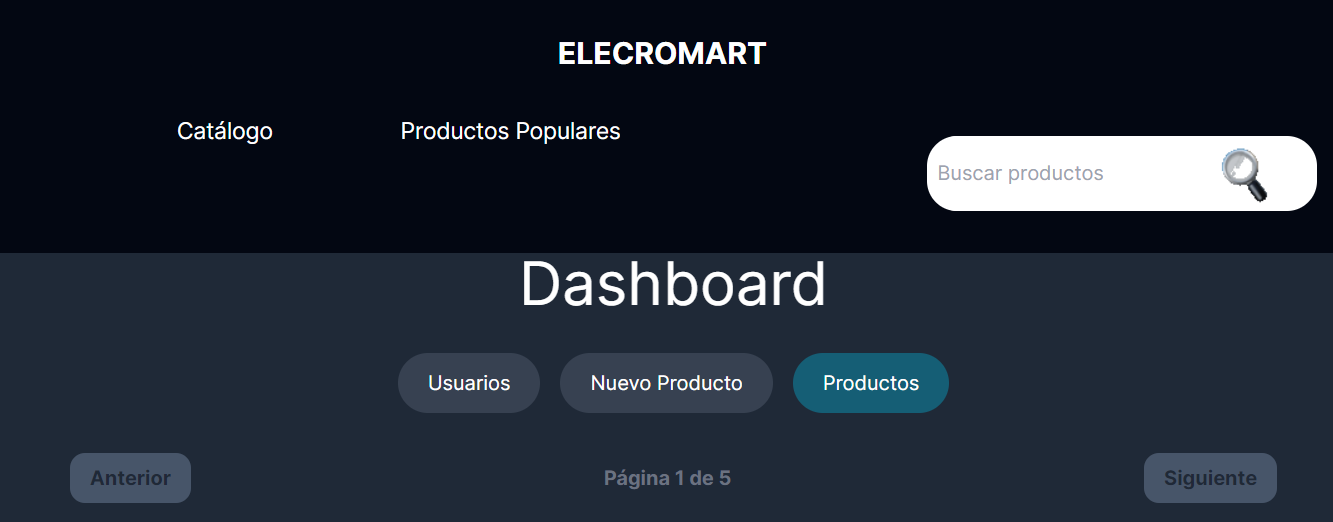 ELECROMART
Catálogo Productos Populares
Buscar productos
Dashboard
Usuarios Nuevo Producto Productos
Anterior Página 1 de 5 Siguiente